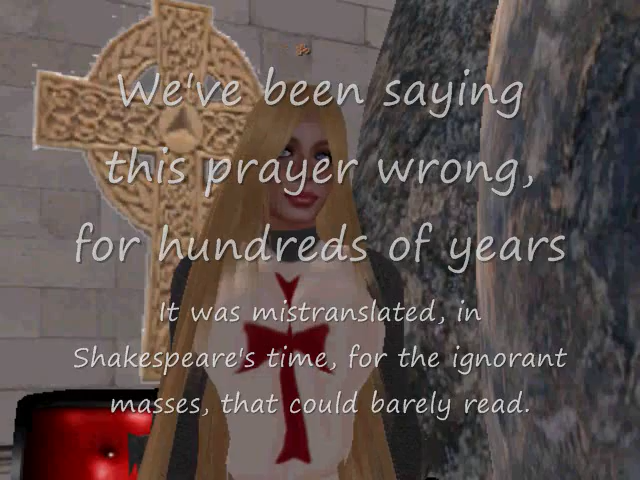 We've been saying
this prayer wrong,
for hundreds of years
It was mistranslated, in
Shakespeare's time, for the ignorant
masses, that could barely read.